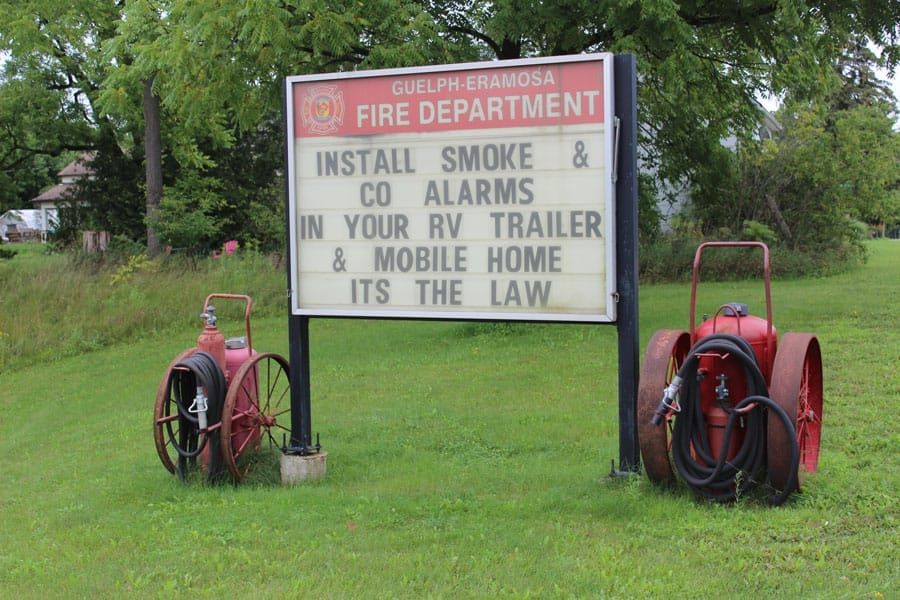 GUELPH-ERAMOSA
FIRE DEPARTMENT
INSTALL SMOKE &
CO ALARMS
IN YOUR RV TRAILER
& MOBILE HOME
ITS THE LAW